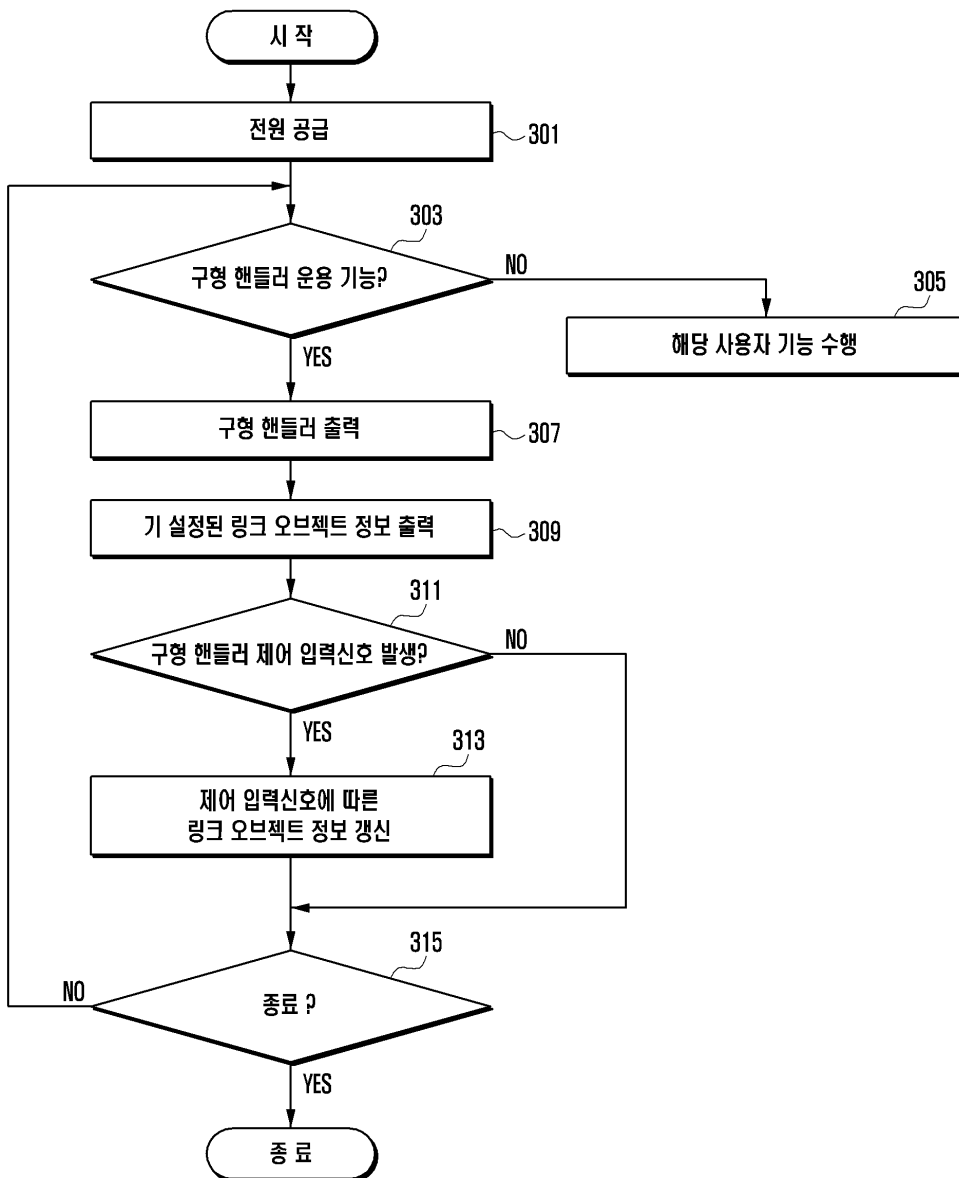 시 작
전원 공급
301
303
구형 핸들러 운용 기능?
NO
305
해당 사용자 기능 수행
YES
구형 핸들러 출력
307
기 설정된 링크 오브젝트 정보 출력
309
311
구형 핸들러 제어 입력신호 발생?
NO
YES
313
제어 입력신호에 따른
링크 오브젝트 정보 갱신
315
NO
종료 ?
YES
종 료